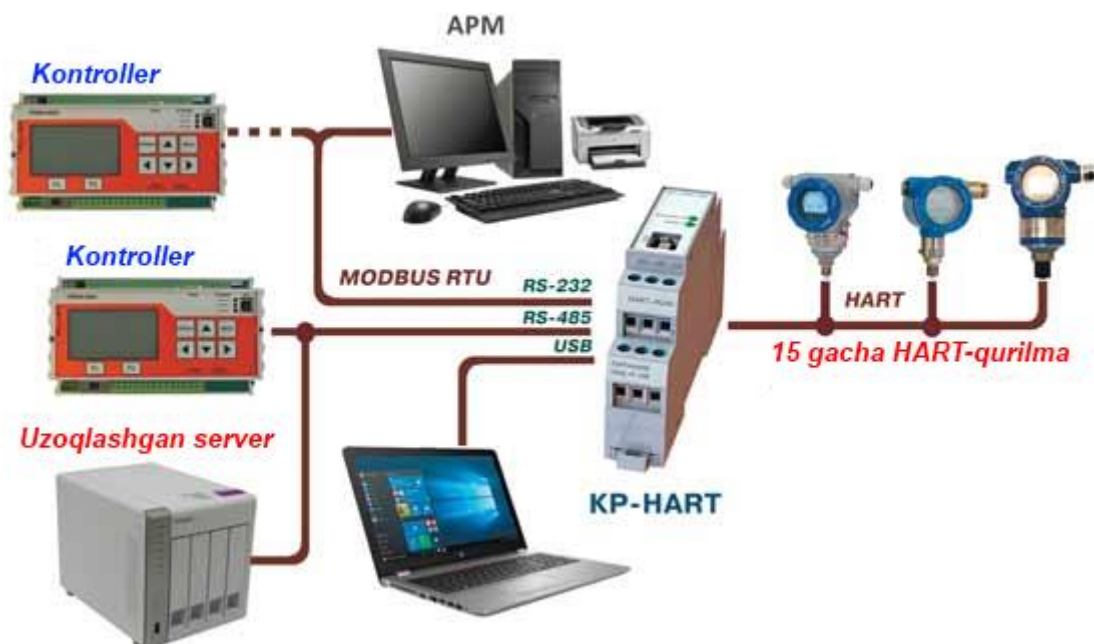 APM
Kontroller
Kontroller
MODBUS RTU
RS-232
RS-485
USB
HART
15 gacha HART-qurilma
Uzoqlashgan server
KP-HART